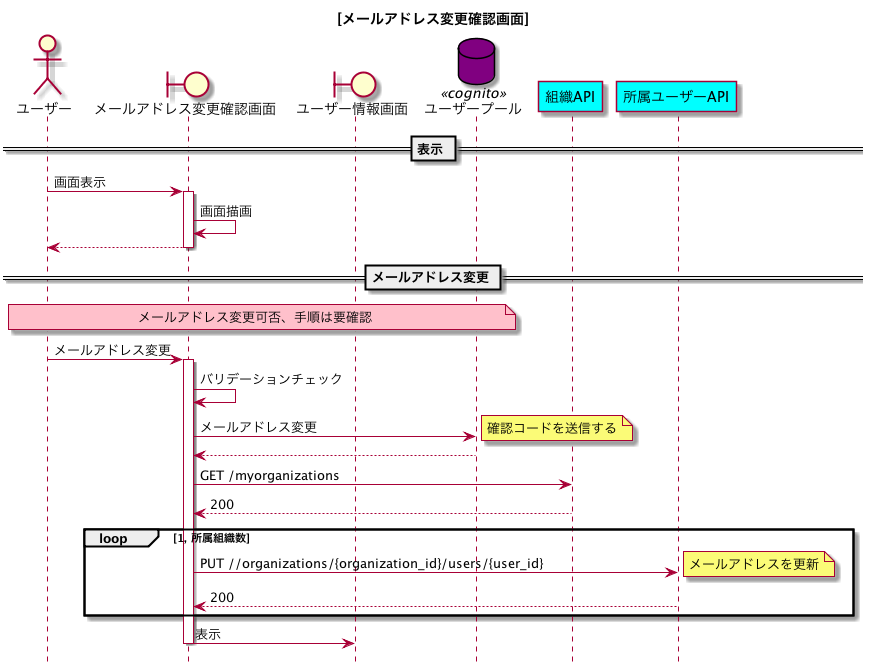 [メールアドレス変更確認画面]
ユーザー
メールアドレス変更確認画面
ユーザー情報画面
«cognito»
ユーザープール
組織API
所属ユーザーAPI
表示
画面表示
画面描画
メールアドレス変更
メールアドレス変更可否、手順は要確認
メールアドレス変更
バリデーションチェック
メールアドレス変更
確認コードを送信する
GET /myorganizations
200
loop
[1, 所属組織数]
PUT //organizations/{organization_id}/users/{user_id}
メールアドレスを更新
200
表示